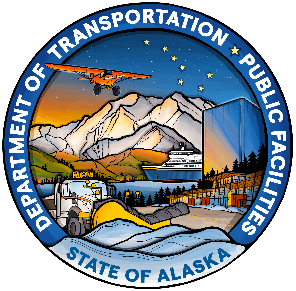 DEPARTMENT OF TRANSPORTATION ★ PUBLIC FACILITIES
STATE OF ALASKA